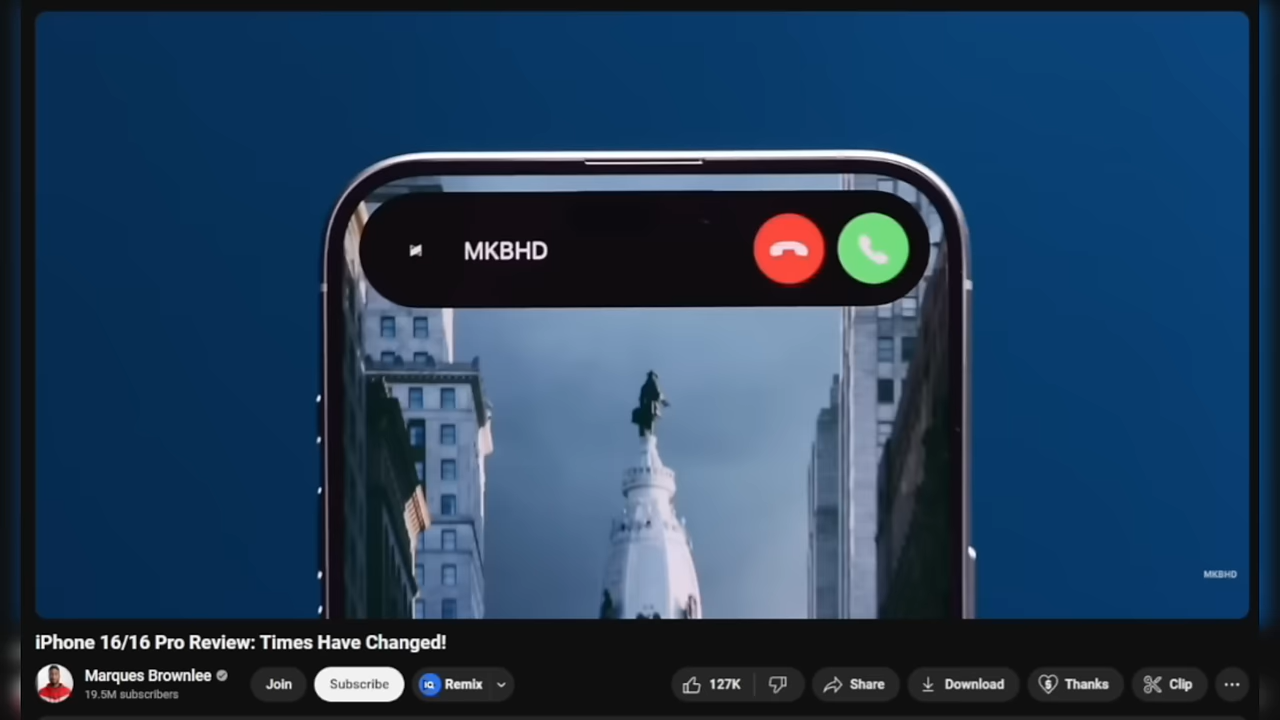 MKBHD
MKBHD
iPhone 16/16 Pro Review: Times Have Changed!
Marques Brownlee
19.5M subscribers
Join
Subscribe
IQ
Remix
127K
Share
Download
Thanks
Clip